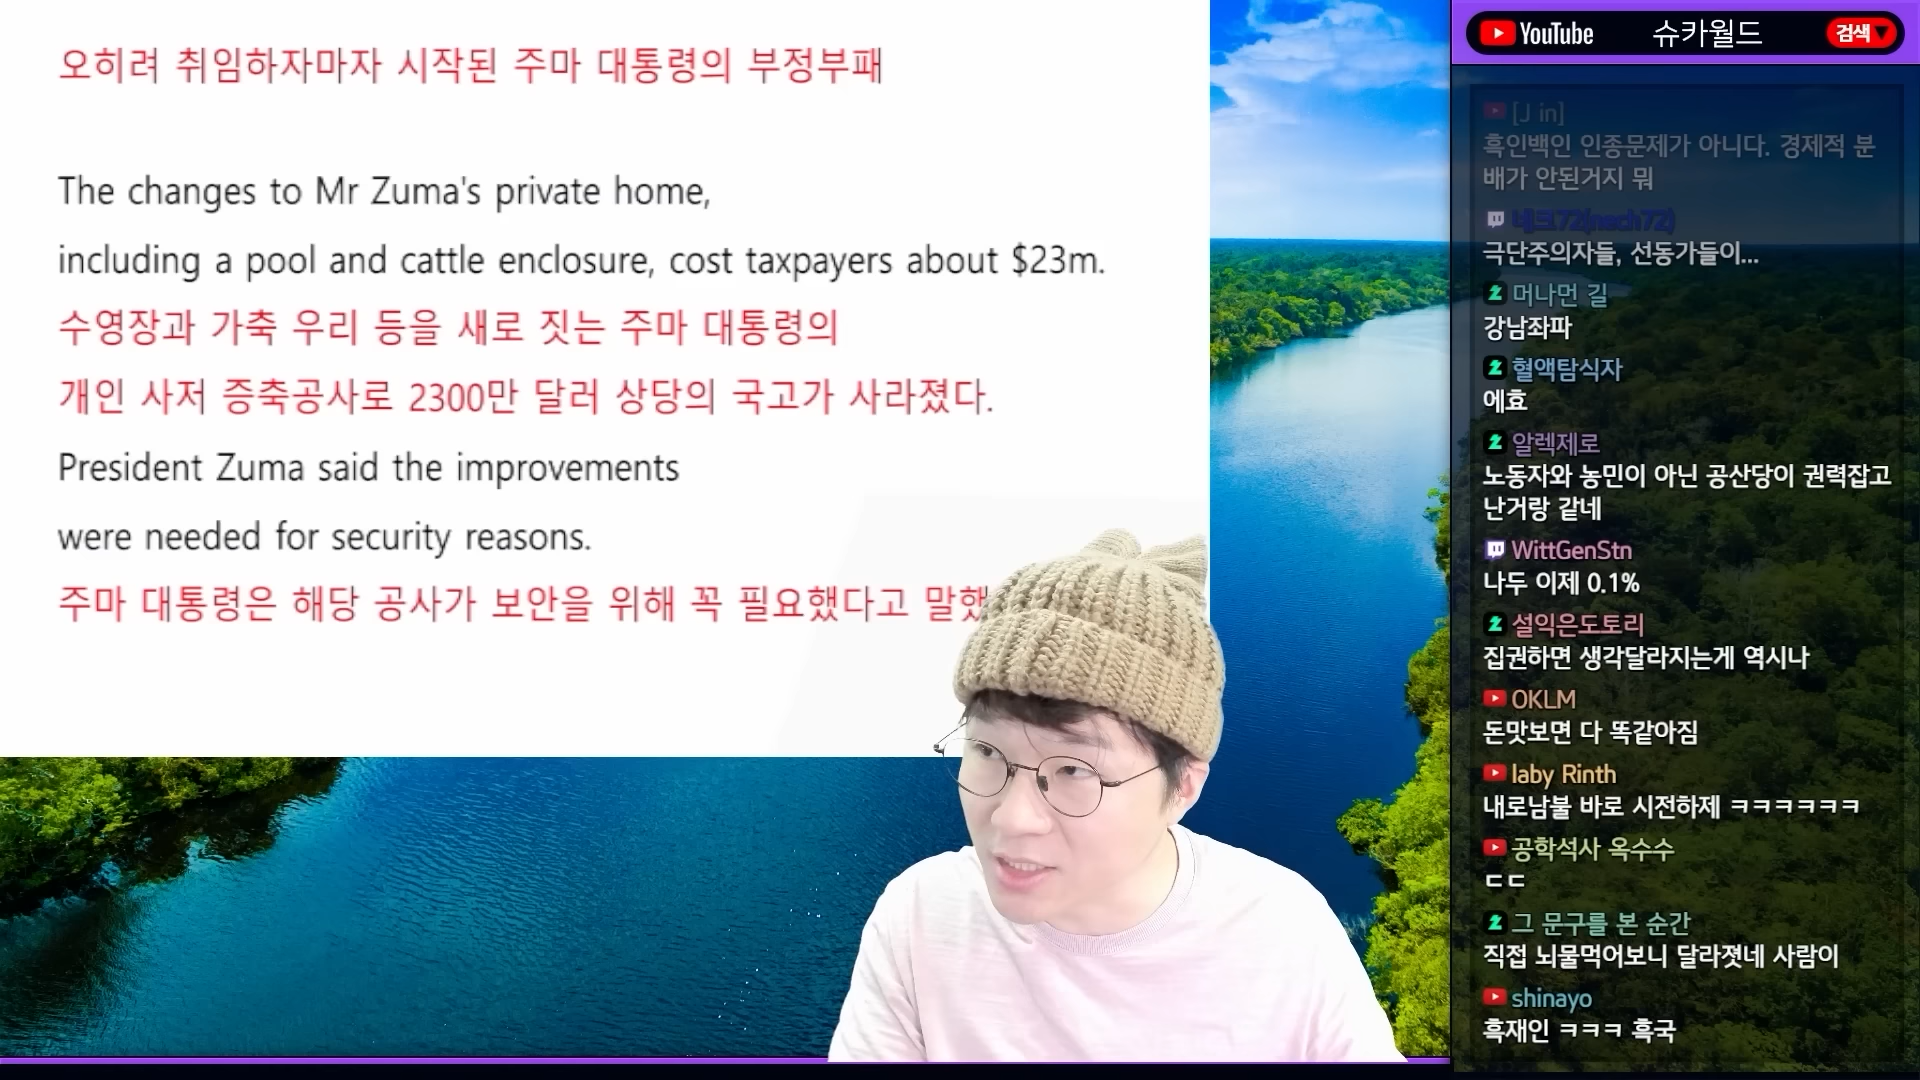 오히려 취임하자마자 시작된 주마 대통령의 부정부패
The changes to Mr Zuma's private home,
including a pool and cattle enclosure, cost taxpayers about $23m.
수영장과 가축 우리 등을 새로 짓는 주마 대통령의
개인 사저 증축공사로 2300만 달러 상당의 국고가 사라졌다.
President Zuma said the improvements
were needed for security reasons.
주마 대통령은 해당 공사가 보안을 위해 꼭 필요했다고 말했
YouTube 슈카월드 검색
[J in]
흑인백인 인종문제가 아니다. 경제적 분
배가 안된거지 뭐
네크72(nech72)
극단주의자들, 선동가들이...
머나먼 길
강남좌파
혈액탐식자
에효
알렉제로
노동자와 농민이 아닌 공산당이 권력잡고
난거랑 같네
WittGenStn
나두 이제 0.1%
설익은도토리
집권하면 생각달라지는게 역시나
OKLM
돈맛보면 다 똑같아짐
laby Rinth
내로남불 바로 시전하제 ㅋㅋㅋㅋㅋㅋ
공학석사 옥수수
ㄷㄷ
그 문구를 본 순간
직접 뇌물먹어보니 달라졋네 사람이
shinayo
흑재인 ㅋㅋㅋ 흑국